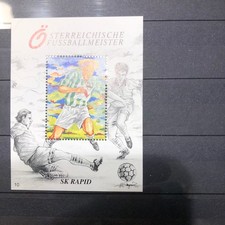 ÖSTERREICHISCHE
FUSSBALLMEISTER
SK RAPID